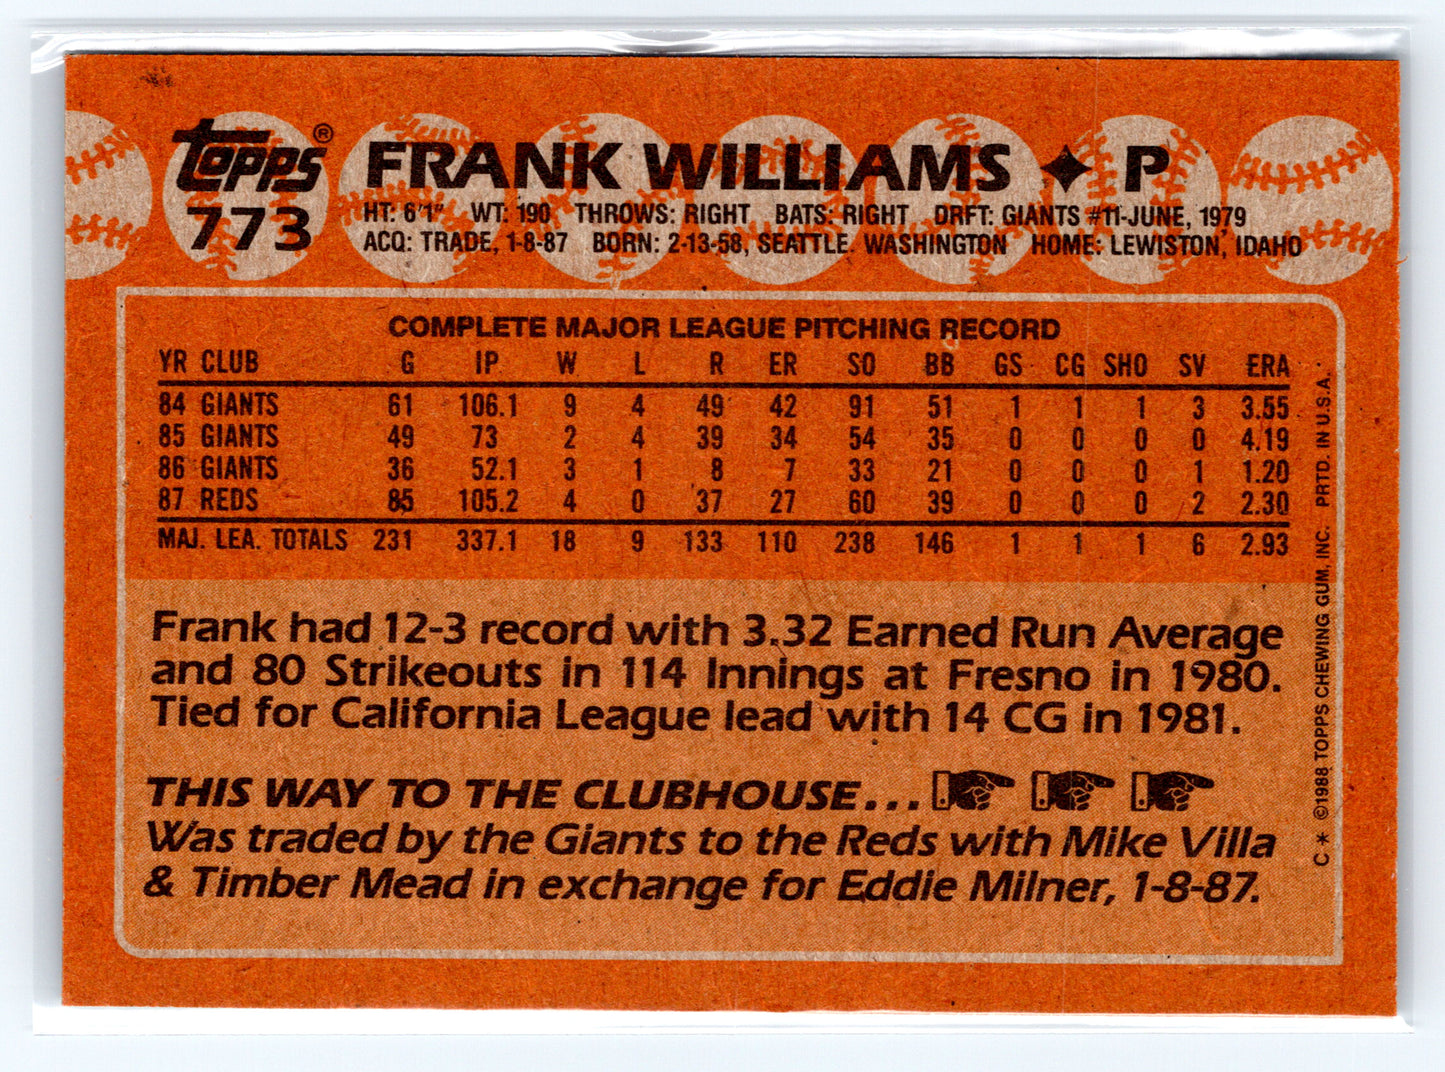 topps®
773
FRANK WILLIAMS ✦ P
HT: 6'1" WT: 190 THROWS: RIGHT BATS: RIGHT DRFT: GIANTS #11-JUNE, 1979
ACQ: TRADE, 1-8-87 BORN: 2-13-58, SEATTLE. WASHINGTON HOME: LEWISTON, IDAHO
COMPLETE MAJOR LEAGUE PITCHING RECORD
YR CLUB G IP W L R ER SO BB GS CG SHO SV ERA
84 GIANTS 61 106.1 9 4 49 42 91 51 1 1 1 3 3.55
85 GIANTS 49 73 2 4 39 34 54 35 0 0 0 0 4.19
86 GIANTS 36 52.1 3 1 8 7 33 21 0 0 0 1 1.20
87 REDS 85 105.2 4 0 37 27 60 39 0 0 0 2 2.30
MAJ. LEA. TOTALS 231 337.1 18 9 133 110 238 146 1 1 1 6 2.93
Frank had 12-3 record with 3.32 Earned Run Average
and 80 Strikeouts in 114 Innings at Fresno in 1980.
Tied for California League lead with 14 CG in 1981.
THIS WAY TO THE CLUBHOUSE...
Was traded by the Giants to the Reds with Mike Villa
& Timber Mead in exchange for Eddie Milner, 1-8-87.
C * ©1988 TOPPS CHEWING GUM, INC. PRTD. IN U.S.A.